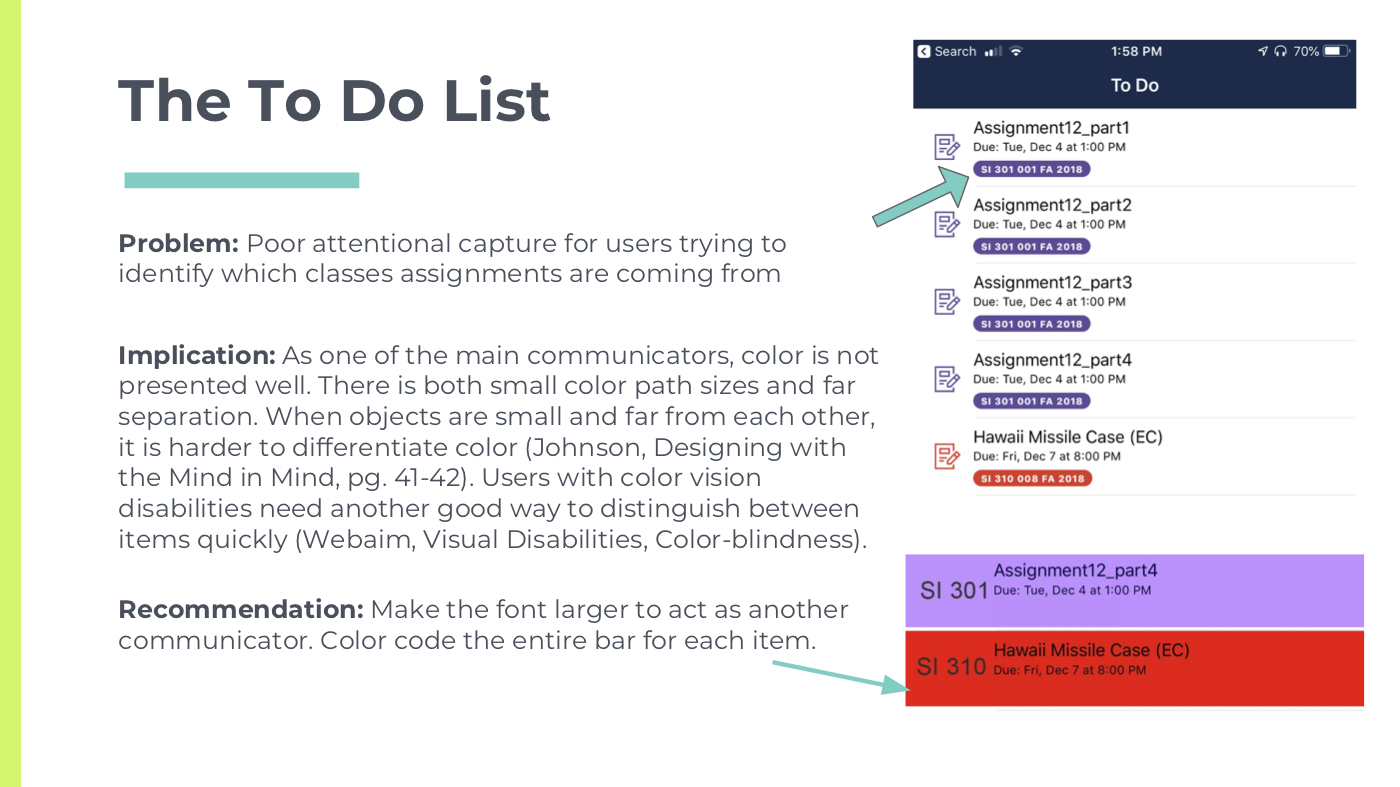 The To Do List
Problem: Poor attentional capture for users trying to
identify which classes assignments are coming from
Implication: As one of the main communicators, color is not
presented well. There is both small color path sizes and far
separation. When objects are small and far from each other,
it is harder to differentiate color (Johnson, Designing with
the Mind in Mind, pg. 41-42). Users with color vision
disabilities need another good way to distinguish between
items quickly (Webaim, Visual Disabilities, Color-blindness).
Recommendation: Make the font larger to act as another
communicator. Color code the entire bar for each item.
Search 1:58 PM 70%
To Do
Assignment12_part1
Due: Tue, Dec 4 at 1:00 PM
SI 301 001 FA 2018
Assignment12_part2
Due: Tue, Dec 4 at 1:00 PM
SI 301 001 FA 2018
Assignment12_part3
Due: Tue, Dec 4 at 1:00 PM
SI 301 001 FA 2018
Assignment12_part4
Due: Tue, Dec 4 at 1:00 PM
SI 301 001 FA 2018
Hawaii Missile Case (EC)
Due: Fri, Dec 7 at 8:00 PM
SI 310 008 FA 2018
SI 301
Assignment12_part4
Due: Tue, Dec 4 at 1:00 PM
SI 310
Hawaii Missile Case (EC)
Due: Fri, Dec 7 at 8:00 PM